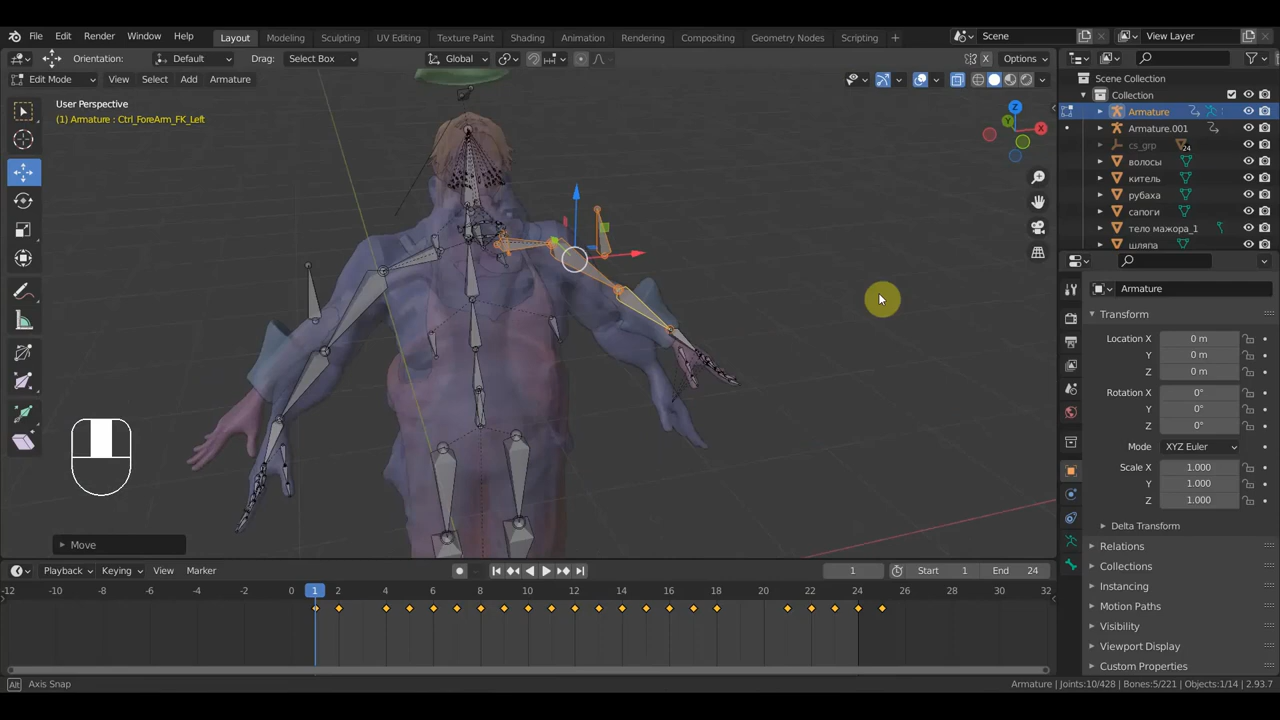 File Edit Render Window Help Layout Modeling Sculpting UV Editing Texture Paint Shading Animation Rendering Compositing Geometry Nodes Scripting + Scene View Layer
Orientation: Default Drag: Select Box Global Options
Edit Mode View Select Add Armature
User Perspective
(1) Armature : Ctrl_ForeArm_FK_Left
Scene Collection
Collection
Armature
Armature.001
cs_grp 24
волосы
китель
рубаха
сапоги
тело мажора_1
шляпа
Armature
Transform
Location X 0 m
Y 0 m
Z 0 m
Rotation X 0°
Y 0°
Z 0°
Mode XYZ Euler
Scale X 1.000
Y 1.000
Z 1.000
Delta Transform
Relations
Collections
Instancing
Motion Paths
Visibility
Viewport Display
Custom Properties
X
Y
Z
Move
Playback Keying View Marker 1 Start 1 End 24
-12 -10 -8 -6 -4 -2 0 1 2 4 6 8 10 12 14 16 18 20 22 24 26 28 30 32
Alt Axis Snap Armature | Joints:10/428 | Bones:5/221 | Objects:1/14 | 2.93.7